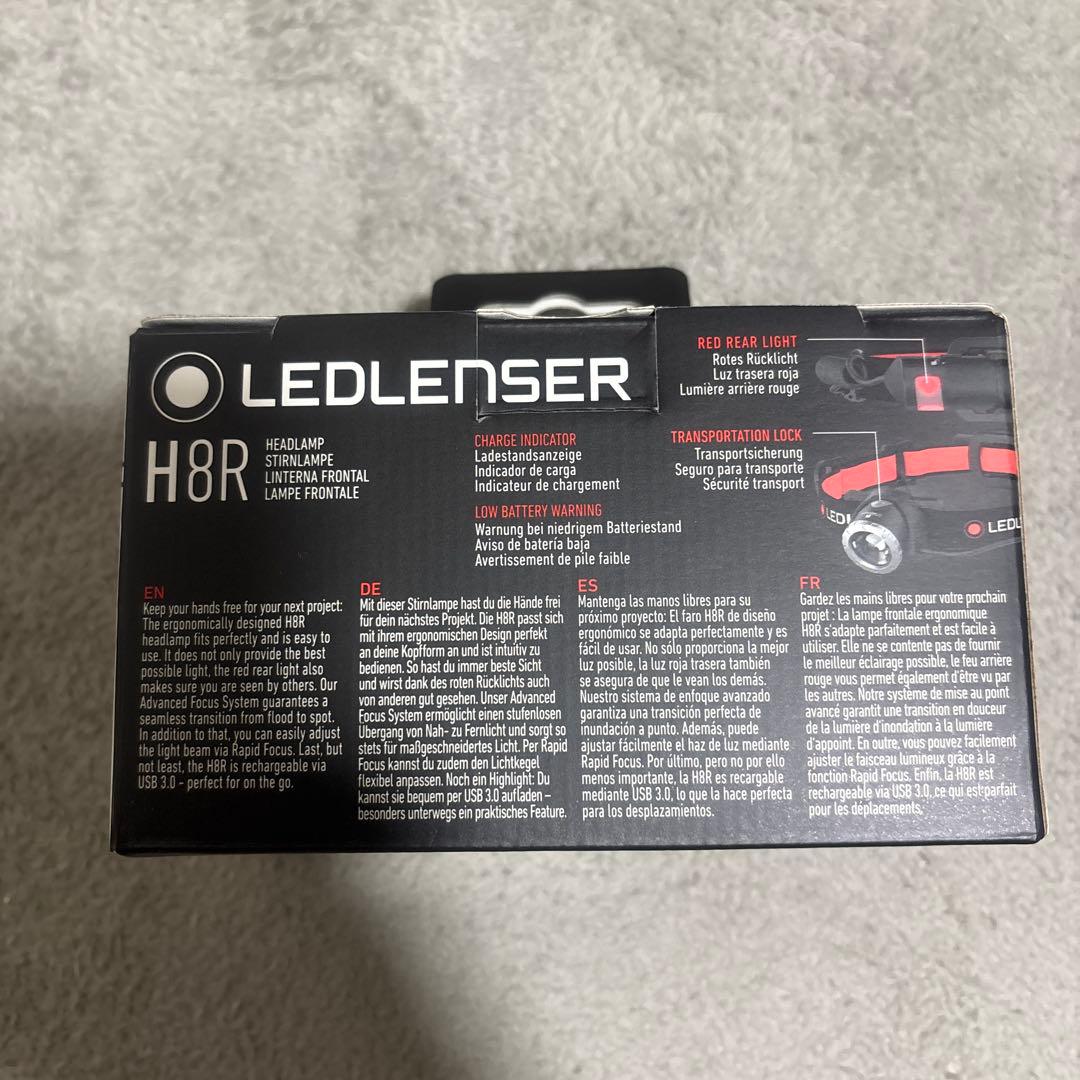 LEDLENSER
H8R
HEADLAMP
STIRNLAMPE
LINTERNA FRONTAL
LAMPE FRONTALE
CHARGE INDICATOR
Ladestandsanzeige
Indicador de carga
Indicateur de chargement
LOW BATTERY WARNING
Warnung bei niedrigem Batteriestand
Aviso de batería baja
Avertissement de pile faible
RED REAR LIGHT
Rotes Rücklicht
Luz trasera roja
Lumière arrière rouge
TRANSPORTATION LOCK
Transportsicherung
Seguro para transporte
Sécurité transport
LEDL
LEDL
EN
Keep your hands free for your next project:
The ergonomically designed H8R
headlamp fits perfectly and is easy to
use. It does not only provide the best
possible light, the red rear light also
makes sure you are seen by others. Our
Advanced Focus System guarantees a
seamless transition from flood to spot.
In addition to that, you can easily adjust
the light beam via Rapid Focus. Last, but
not least, the H8R is rechargeable via
USB 3.0 - perfect for on the go.
DE
Mit dieser Stirnlampe hast du die Hände frei
für dein nächstes Projekt. Die H8R passt sich
mit ihrem ergonomischen Design perfekt
an deine Kopfform an und ist intuitiv zu
bedienen. So hast du immer beste Sicht
und wirst dank des roten Rücklichts auch
von anderen gut gesehen. Unser Advanced
Focus System ermöglicht einen stufenlosen
Übergang von Nah- zu Fernlicht und sorgt so
stets für maßgeschneidertes Licht. Per Rapid
Focus kannst du zudem den Lichtkegel
flexibel anpassen. Noch ein Highlight: Du
kannst sie bequem per USB 3.0 aufladen –
besonders unterwegs ein praktisches Feature.
ES
Mantenga las manos libres para su
próximo proyecto: El faro H8R de diseño
ergonómico se adapta perfectamente y es
fácil de usar. No sólo proporciona la mejor
luz posible, la luz roja trasera también
se asegura de que le vean los demás.
Nuestro sistema de enfoque avanzado
garantiza una transición perfecta de
inundación a punto. Además, puede
ajustar fácilmente el haz de luz mediante
Rapid Focus. Por último, pero no por ello
menos importante, la H8R es recargable
mediante USB 3.0, lo que la hace perfecta
para los desplazamientos.
FR
Gardez les mains libres pour votre prochain
projet : La lampe frontale ergonomique
H8R s'adapte parfaitement et est facile à
utiliser. Elle ne se contente pas de fournir
le meilleur éclairage possible, le feu arrière
rouge vous permet également d'être vu par
les autres. Notre système de mise au point
avancé garantit une transition en douceur
de la lumière d'inondation à la lumière
d'appoint. En outre, vous pouvez facilement
ajuster le faisceau lumineux grâce à la
fonction Rapid Focus. Enfin, la H8R est
rechargeable via USB 3.0, ce qui est parfait
pour les déplacements.